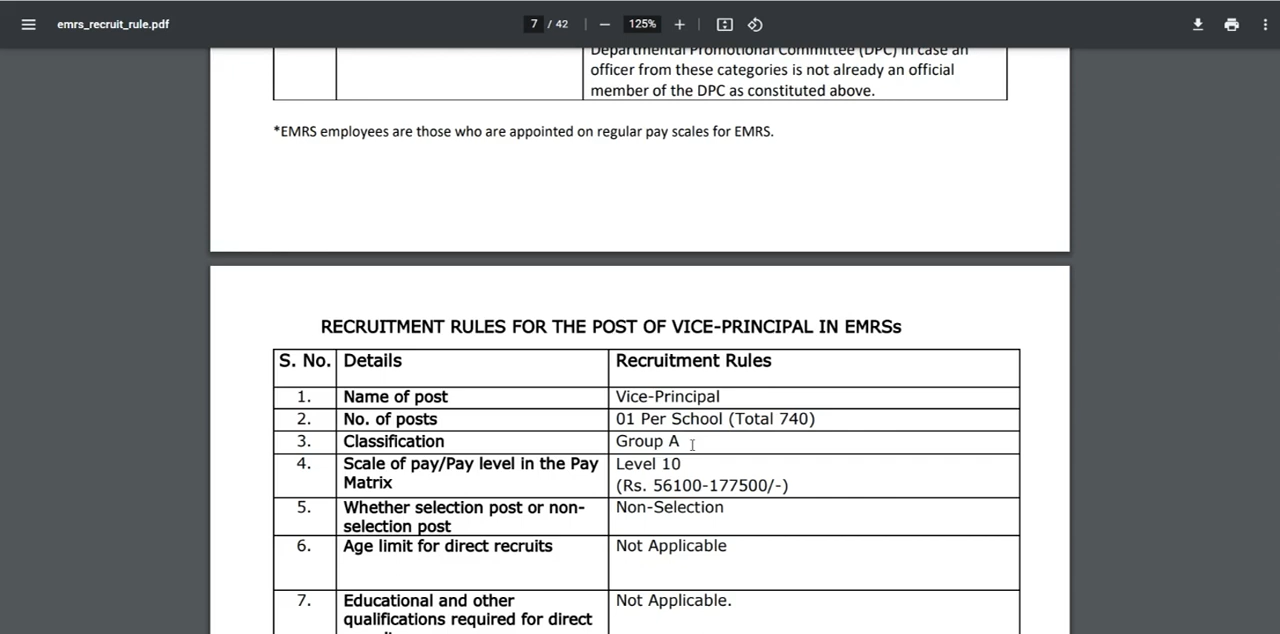 emrs_recruit_rule.pdf
7 / 42
125%
Departmental Promotional Committee (DPC) in case an
officer from these categories is not already an official
member of the DPC as constituted above.
*EMRS employees are those who are appointed on regular pay scales for EMRS.
RECRUITMENT RULES FOR THE POST OF VICE-PRINCIPAL IN EMRSs
S. No. Details Recruitment Rules
1. Name of post Vice-Principal
2. No. of posts 01 Per School (Total 740)
3. Classification Group A
4. Scale of pay/Pay level in the Pay Level 10
Matrix (Rs. 56100-177500/-)
5. Whether selection post or non- Non-Selection
selection post
6. Age limit for direct recruits Not Applicable
7. Educational and other Not Applicable.
qualifications required for direct